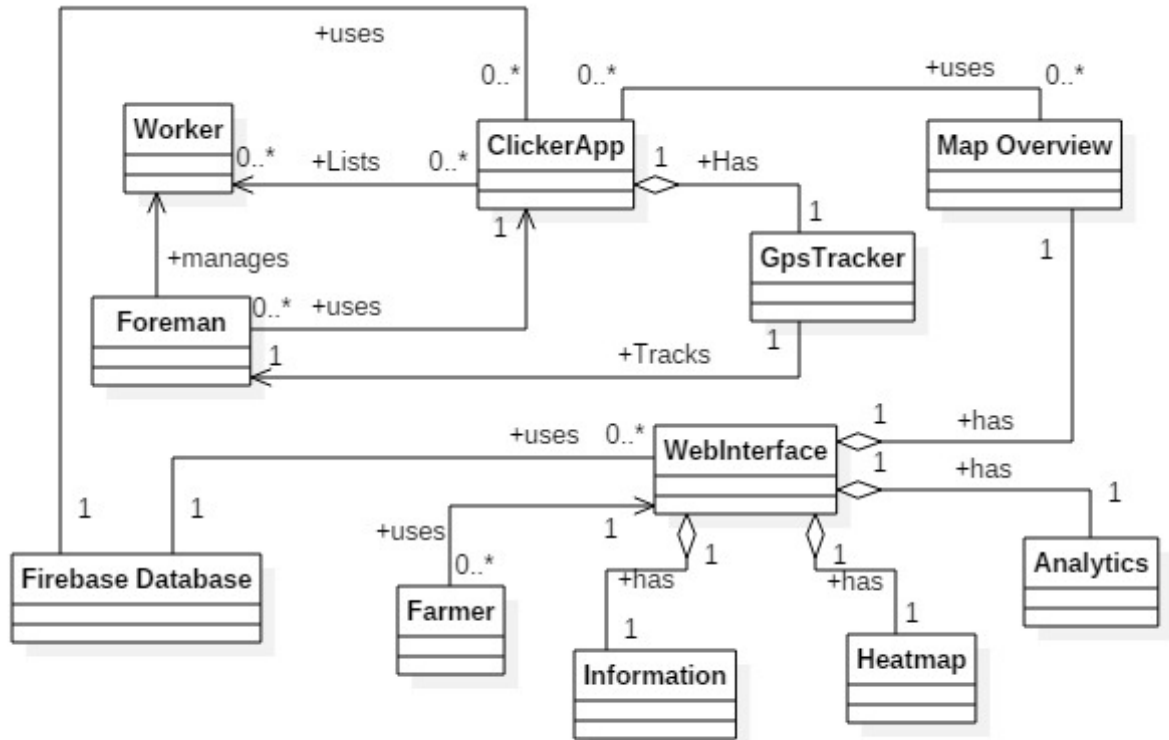 +uses
0..*
0..*
+uses
0..*
Worker
ClickerApp
Map Overview
0..*
+Lists
0..*
1
+Has
1
1
1
+manages
GpsTracker
Foreman
0..*
+uses
1
+Tracks
1
1
+has
+uses
0..*
WebInterface
1
+has
1
1
1
+uses
1
0..*
1
+has
1
+has
Firebase Database
Analytics
Farmer
1
1
Information
Heatmap